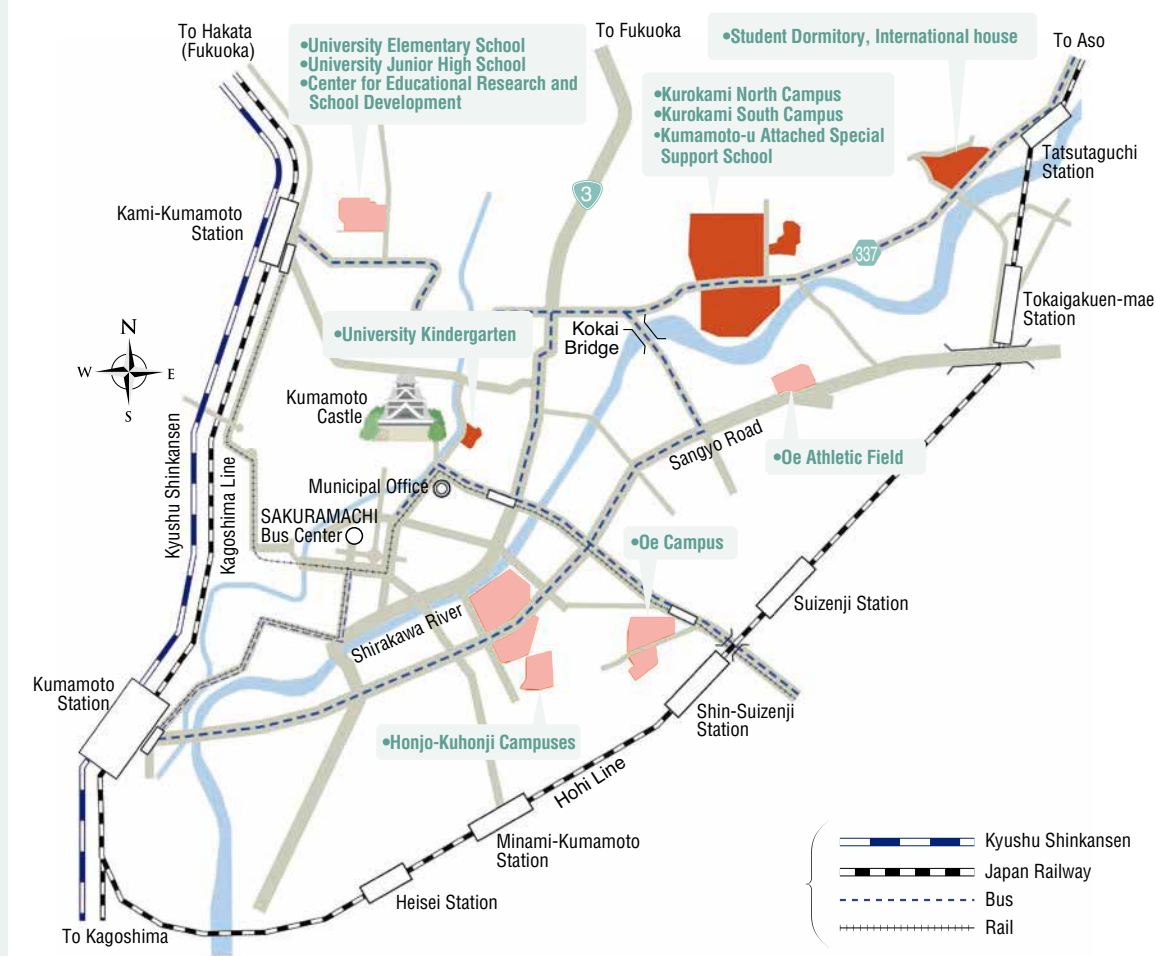 To Hakata
(Fukuoka)
•University Elementary School
•University Junior High School
•Center for Educational Research and
School Development
To Fukuoka
•Student Dormitory, International house
To Aso
•Kurokami North Campus
•Kurokami South Campus
•Kumamoto-u Attached Special
Support School
Tatsutaguchi
Station
3
Kami-Kumamoto
Station
337
Tokaigakuen-mae
Station
•University Kindergarten
Kokai
Bridge
N
W
E
S
Kumamoto
Castle
Kyushu Shinkansen
Kagoshima Line
Sangyo Road
•Oe Athletic Field
Municipal Office
SAKURAMACHI
Bus Center
•Oe Campus
Suizenji Station
Shirakawa River
Kumamoto
Station
Shin-Suizenji
Station
•Honjo-Kuhonji Campuses
Hohi Line
Minami-Kumamoto
Station
Heisei Station
To Kagoshima
Kyushu Shinkansen
Japan Railway
Bus
Rail